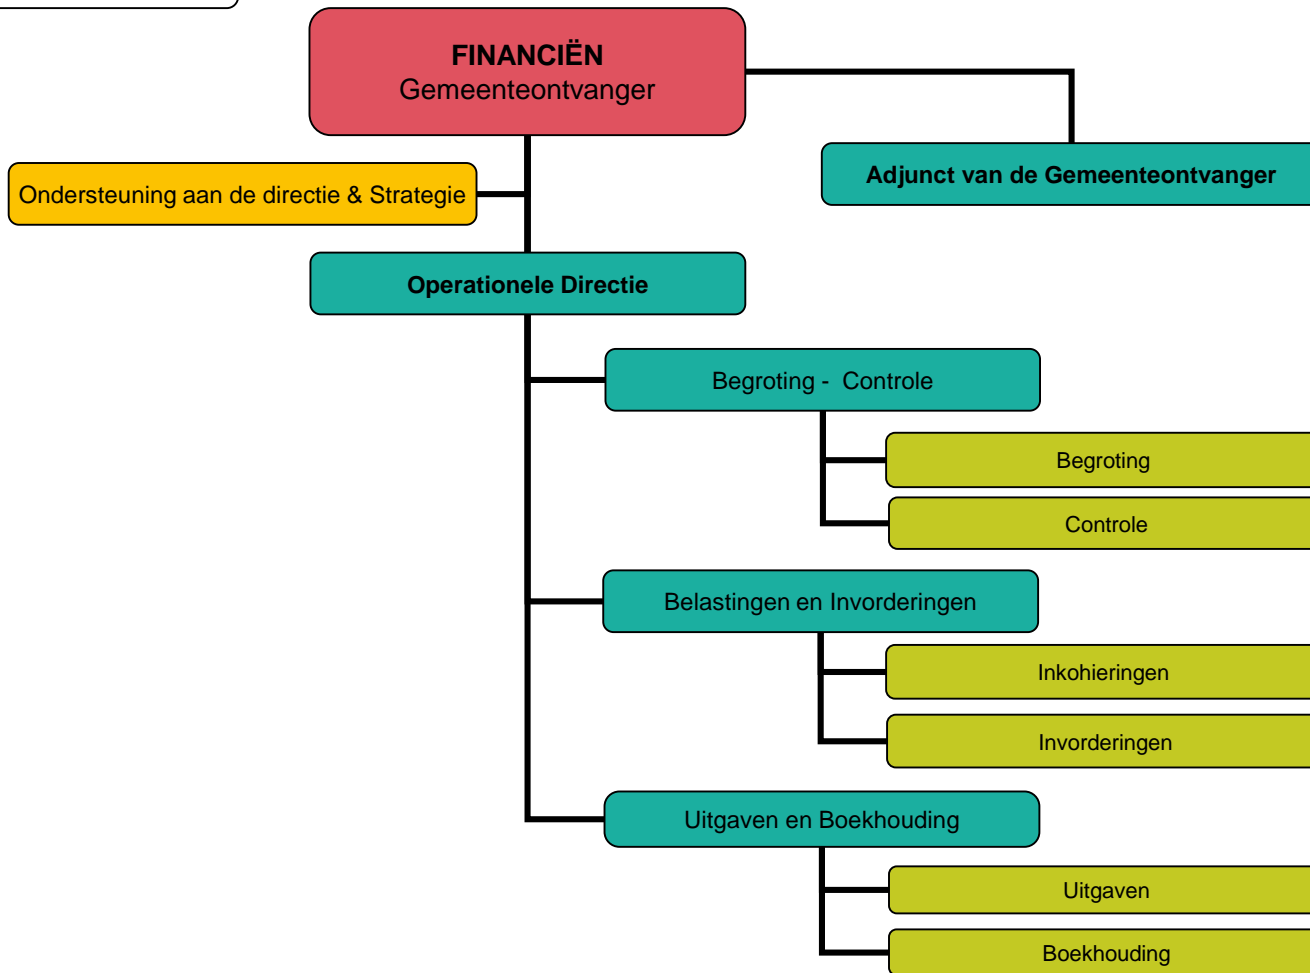 FINANCIËN
Gemeenteontvanger
Adjunct van de Gemeenteontvanger
Ondersteuning aan de directie & Strategie
Operationele Directie
Begroting -  Controle
Begroting
Controle
Belastingen en Invorderingen
Inkohieringen
Invorderingen
Uitgaven en Boekhouding
Uitgaven
Boekhouding